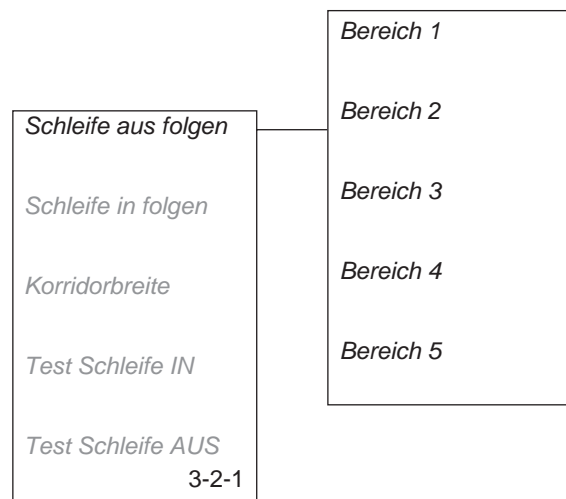 Schleife aus folgen
Schleife in folgen
Korridorbreite
Test Schleife IN
Test Schleife AUS
3-2-1
Bereich 1
Bereich 2
Bereich 3
Bereich 4
Bereich 5